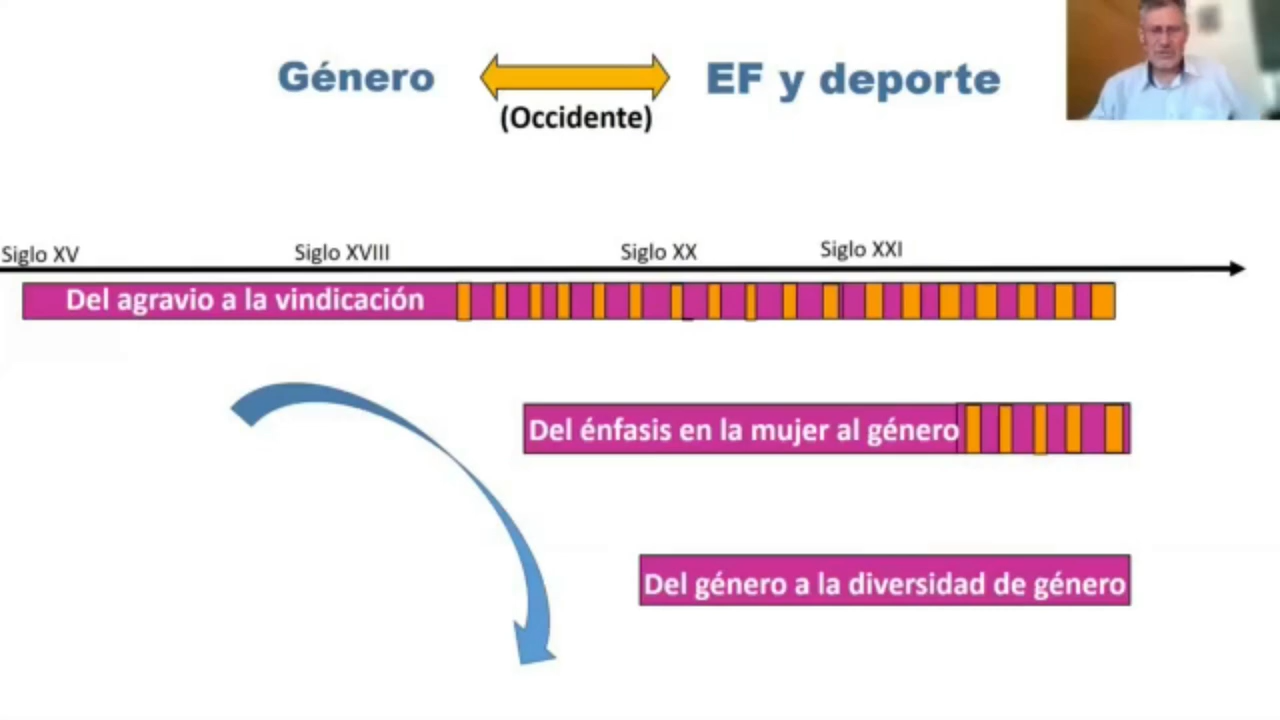 Género
EF y deporte
(Occidente)
Siglo XV
Siglo XVIII
Siglo XX
Siglo XXI
Del agravio a la vindicación
Del énfasis en la mujer al género
Del género a la diversidad de género